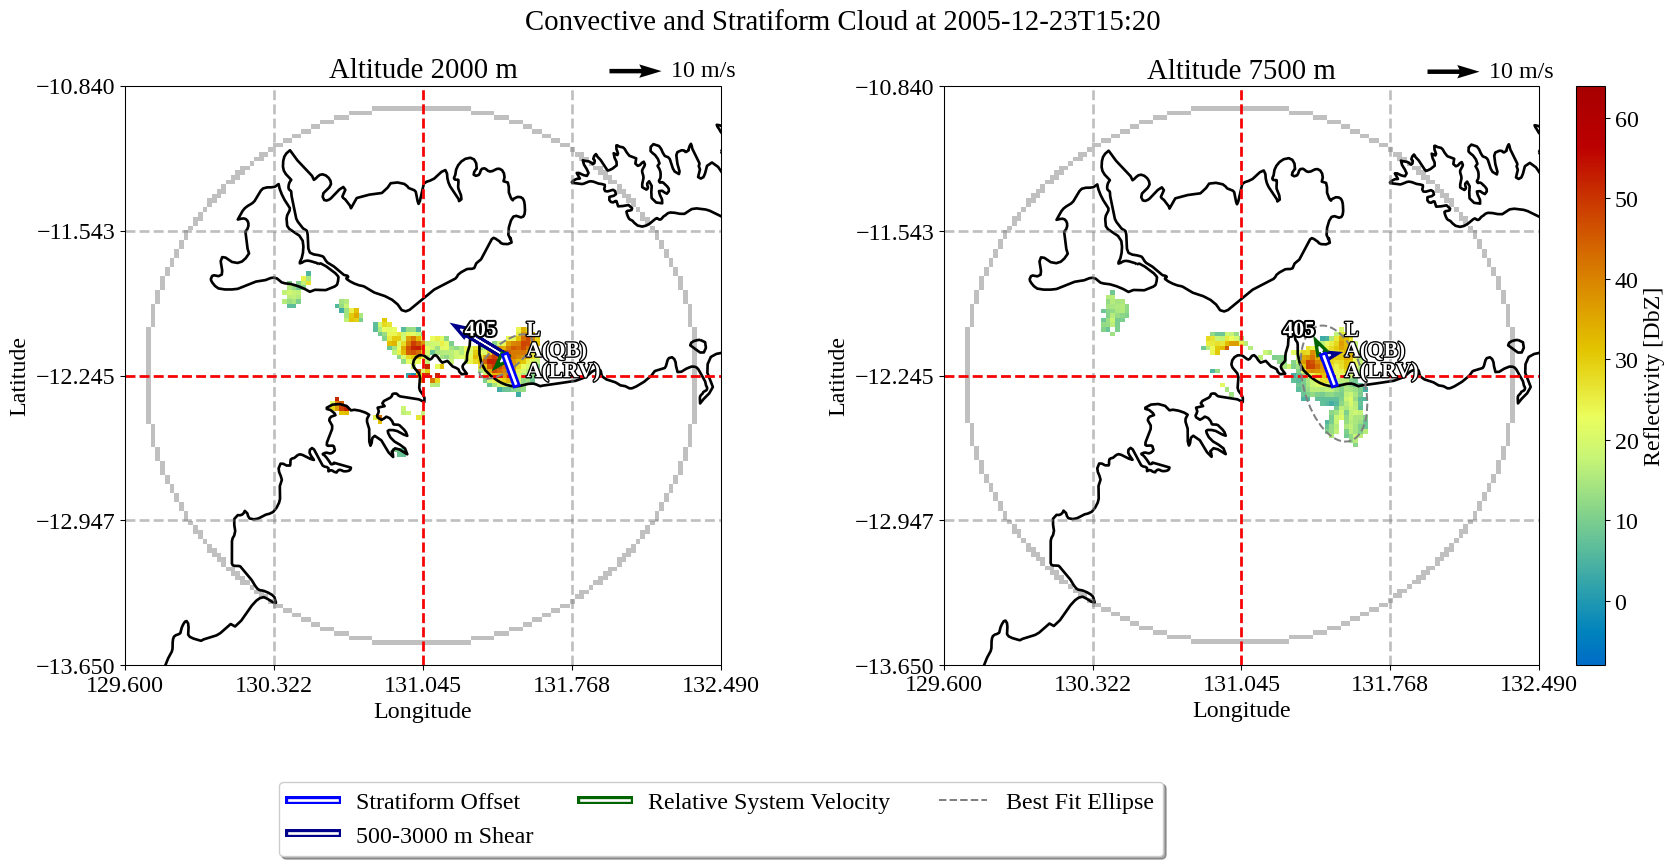 Convective and Stratiform Cloud at 2005-12-23T15:20
Altitude 2000 m
10 m/s
Altitude 7500 m
10 m/s
−10.840
−11.543
−12.245
−12.947
−13.650
Latitude
129.600
130.322
131.045
131.768
132.490
Longitude
405
L
A(QB)
A(LRV)
−10.840
−11.543
−12.245
−12.947
−13.650
Latitude
129.600
130.322
131.045
131.768
132.490
Longitude
405
L
A(QB)
A(LRV)
60
50
40
30
20
10
0
Reflectivity [DbZ]
Stratiform Offset
Relative System Velocity
Best Fit Ellipse
500-3000 m Shear